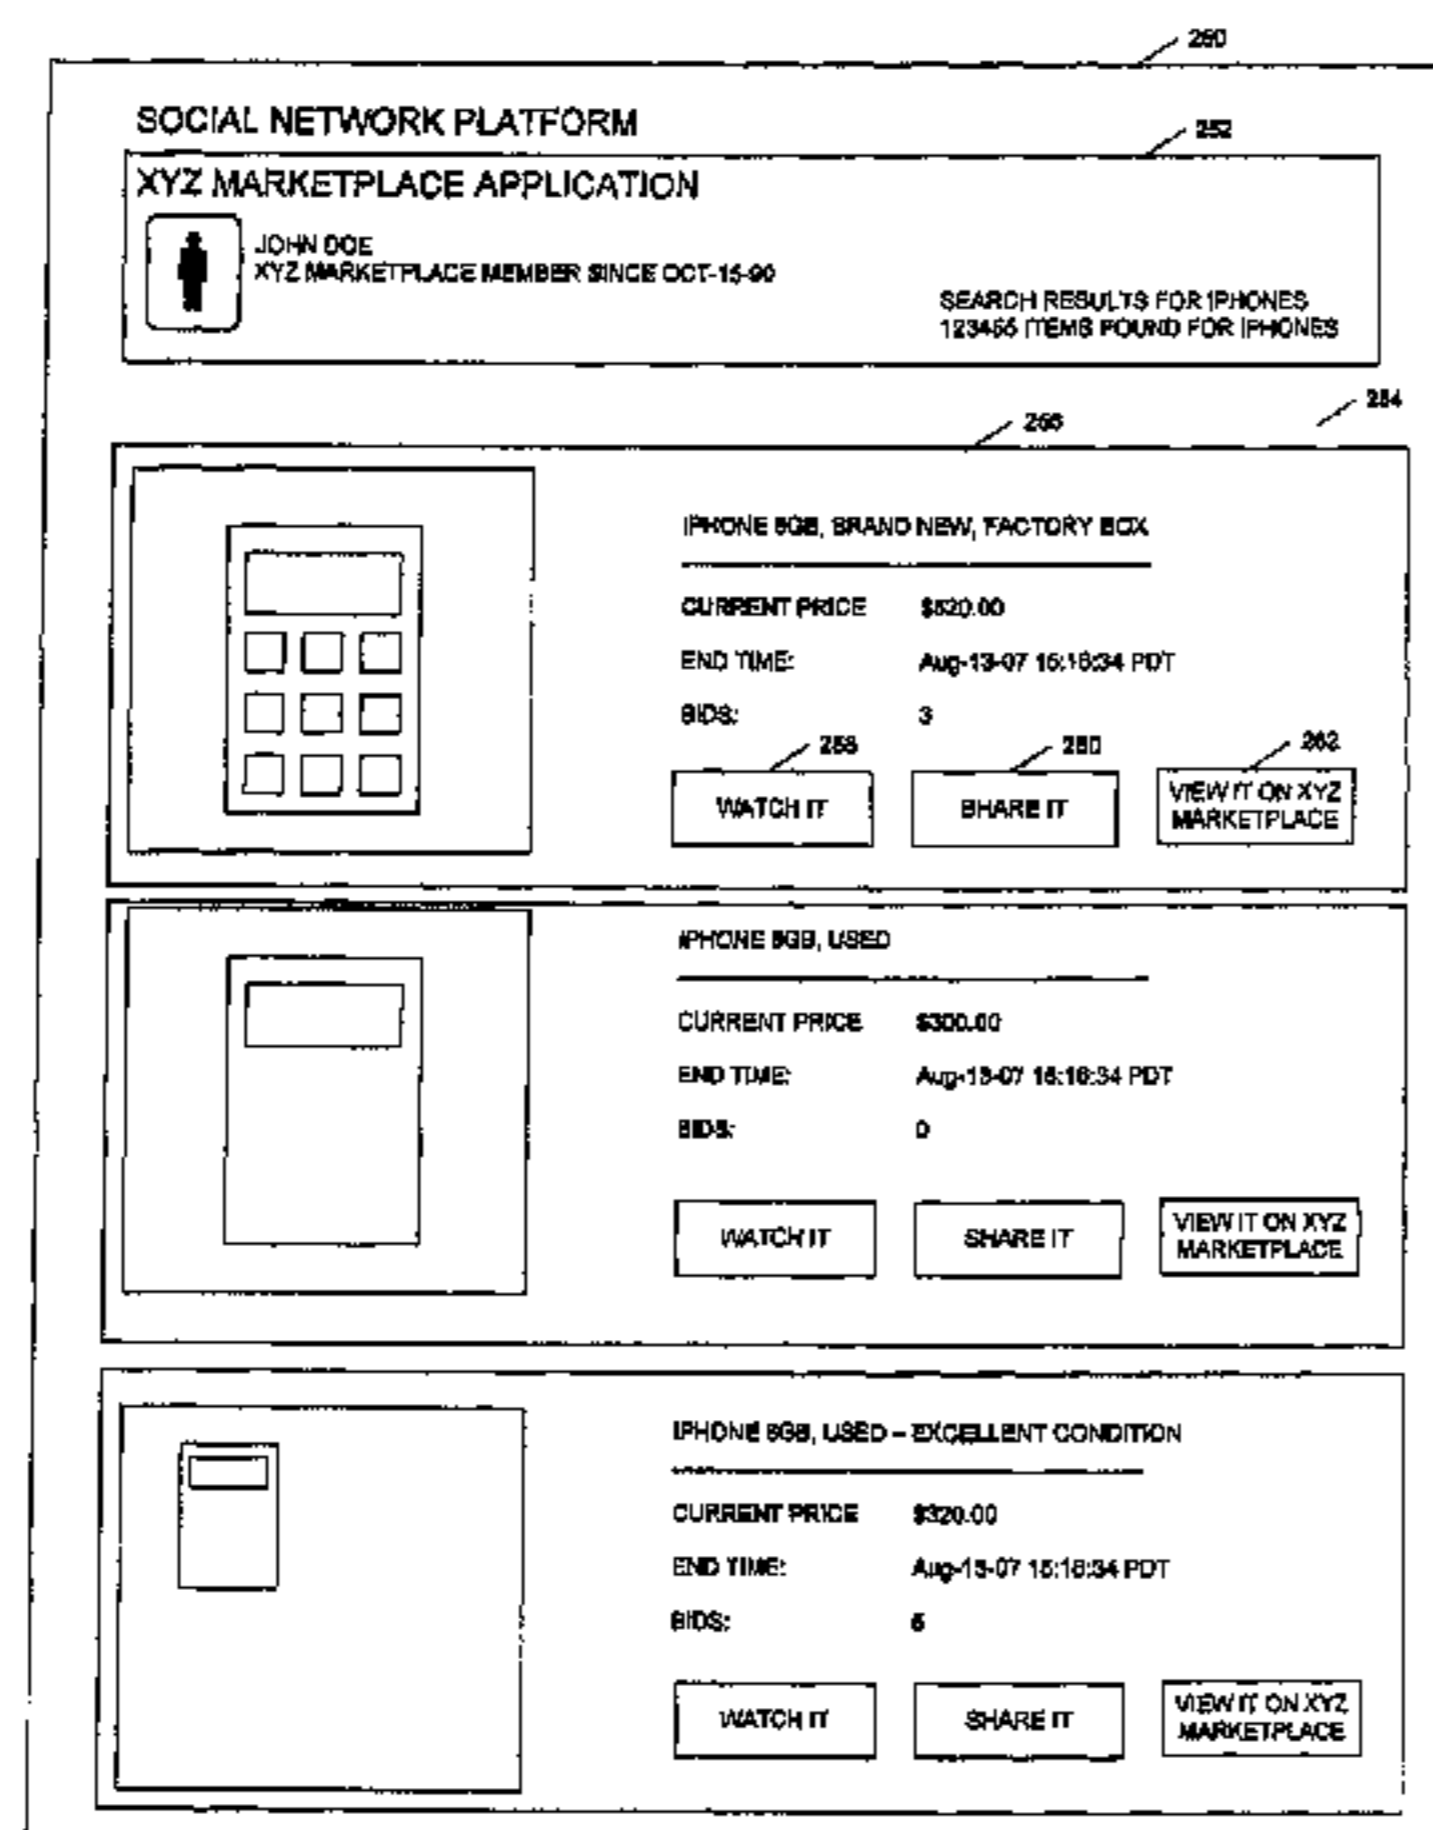 250
SOCIAL NETWORK PLATFORM
252
XYZ MARKETPLACE APPLICATION
JOHN DOE
XYZ MARKETPLACE MEMBER SINCE OCT-15-90
SEARCH RESULTS FOR IPHONES
123455 ITEMS FOUND FOR IPHONES
254
256
IPHONE 8GB, BRAND NEW, FACTORY BOX
CURRENT PRICE $520.00
END TIME: Aug-13-07 15:16:34 PDT
BIDS: 3
258 260 262
WATCH IT SHARE IT VIEW IT ON XYZ
MARKETPLACE
IPHONE 8GB, USED
CURRENT PRICE $300.00
END TIME: Aug-13-07 15:16:34 PDT
BIDS: 0
WATCH IT SHARE IT VIEW IT ON XYZ
MARKETPLACE
IPHONE 8GB, USED – EXCELLENT CONDITION
CURRENT PRICE $320.00
END TIME: Aug-13-07 15:16:34 PDT
BIDS:
WATCH IT SHARE IT VIEW IT ON XYZ
MARKETPLACE